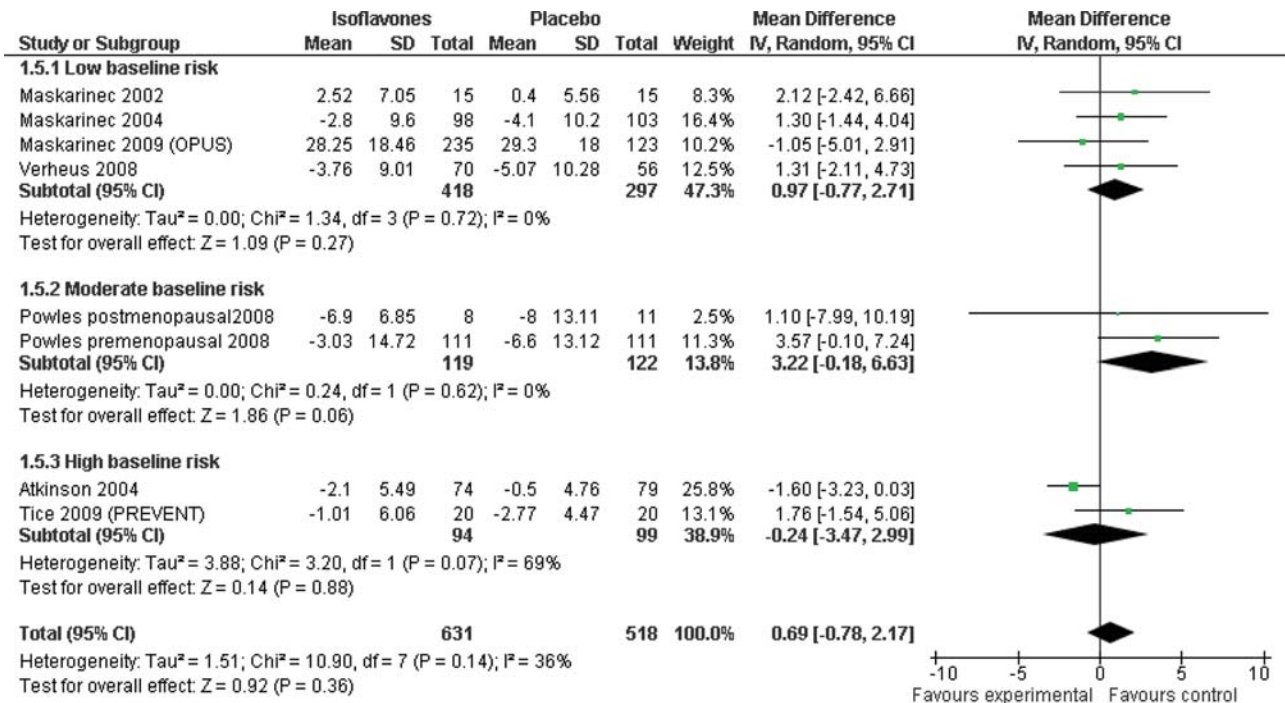 Isoflavones Placebo Mean Difference Mean Difference
Study or Subgroup Mean SD Total Mean SD Total Weight IV, Random, 95% CI IV, Random, 95% CI
1.5.1 Low baseline risk
Maskarinec 2002 2.52 7.05 15 0.4 5.56 15 8.3% 2.12 [-2.42, 6.66]
Maskarinec 2004 -2.8 9.6 98 -4.1 10.2 103 16.4% 1.30 [-1.44, 4.04]
Maskarinec 2009 (OPUS) 28.25 18.46 235 29.3 18 123 10.2% -1.05 [-5.01, 2.91]
Verheus 2008 -3.76 9.01 70 -5.07 10.28 56 12.5% 1.31 [-2.11, 4.73]
Subtotal (95% CI) 418 297 47.3% 0.97 [-0.77, 2.71]
Heterogeneity: Tau² = 0.00; Chi² = 1.34, df = 3 (P = 0.72); I² = 0%
Test for overall effect: Z = 1.09 (P = 0.27)
1.5.2 Moderate baseline risk
Powles postmenopausal2008 -6.9 6.85 8 -8 13.11 11 2.5% 1.10 [-7.99, 10.19]
Powles premenopausal 2008 -3.03 14.72 111 -6.6 13.12 111 11.3% 3.57 [-0.10, 7.24]
Subtotal (95% CI) 119 122 13.8% 3.22 [-0.18, 6.63]
Heterogeneity: Tau² = 0.00; Chi² = 0.24, df = 1 (P = 0.62); I² = 0%
Test for overall effect: Z = 1.86 (P = 0.06)
1.5.3 High baseline risk
Atkinson 2004 -2.1 5.49 74 -0.5 4.76 79 25.8% -1.60 [-3.23, 0.03]
Tice 2009 (PREVENT) -1.01 6.06 20 -2.77 4.47 20 13.1% 1.76 [-1.54, 5.06]
Subtotal (95% CI) 94 99 38.9% -0.24 [-3.47, 2.99]
Heterogeneity: Tau² = 3.88; Chi² = 3.20, df = 1 (P = 0.07); I² = 69%
Test for overall effect: Z = 0.14 (P = 0.88)
Total (95% CI) 631 518 100.0% 0.69 [-0.78, 2.17]
Heterogeneity: Tau² = 1.51; Chi² = 10.90, df = 7 (P = 0.14); I² = 36%
Test for overall effect: Z = 0.92 (P = 0.36)
-10 -5 0 5 10
Favours experimental Favours control